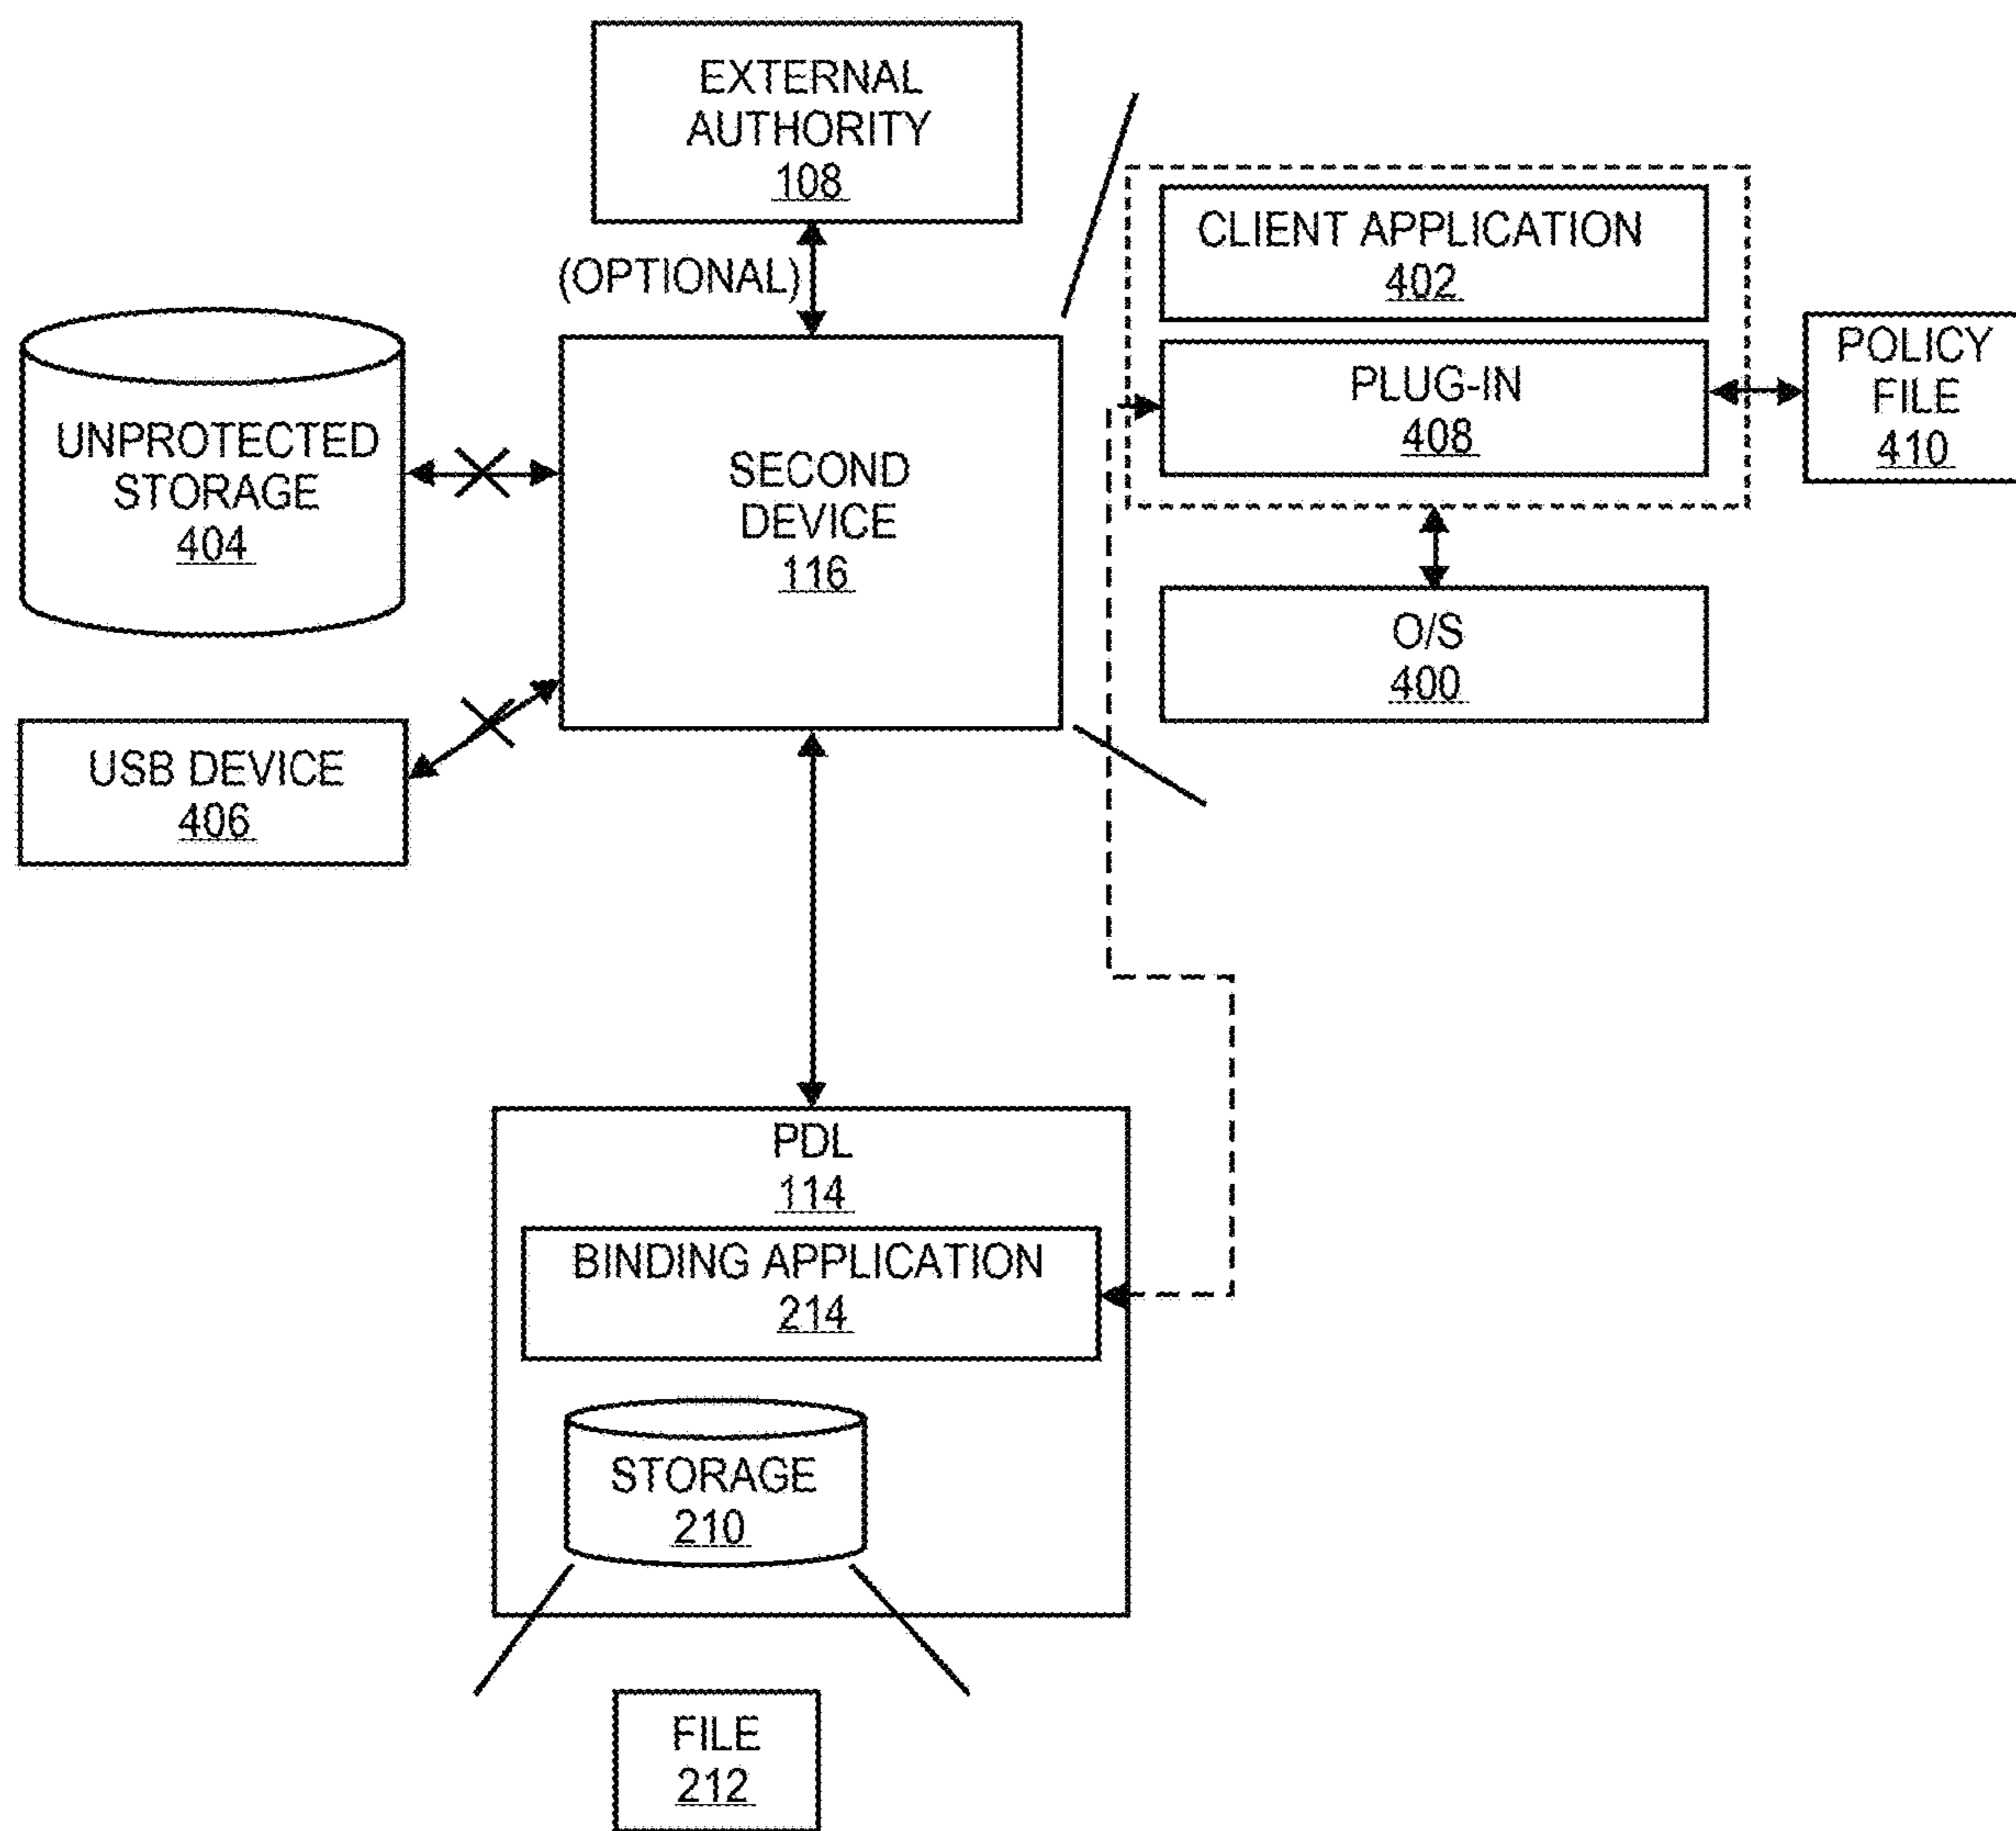 EXTERNAL
AUTHORITY
108
(OPTIONAL)
CLIENT APPLICATION
402
PLUG-IN
408
POLICY
FILE
410
UNPROTECTED
STORAGE
404
SECOND
DEVICE
116
O/S
400
USB DEVICE
406
PDL
114
BINDING APPLICATION
214
STORAGE
210
FILE
212